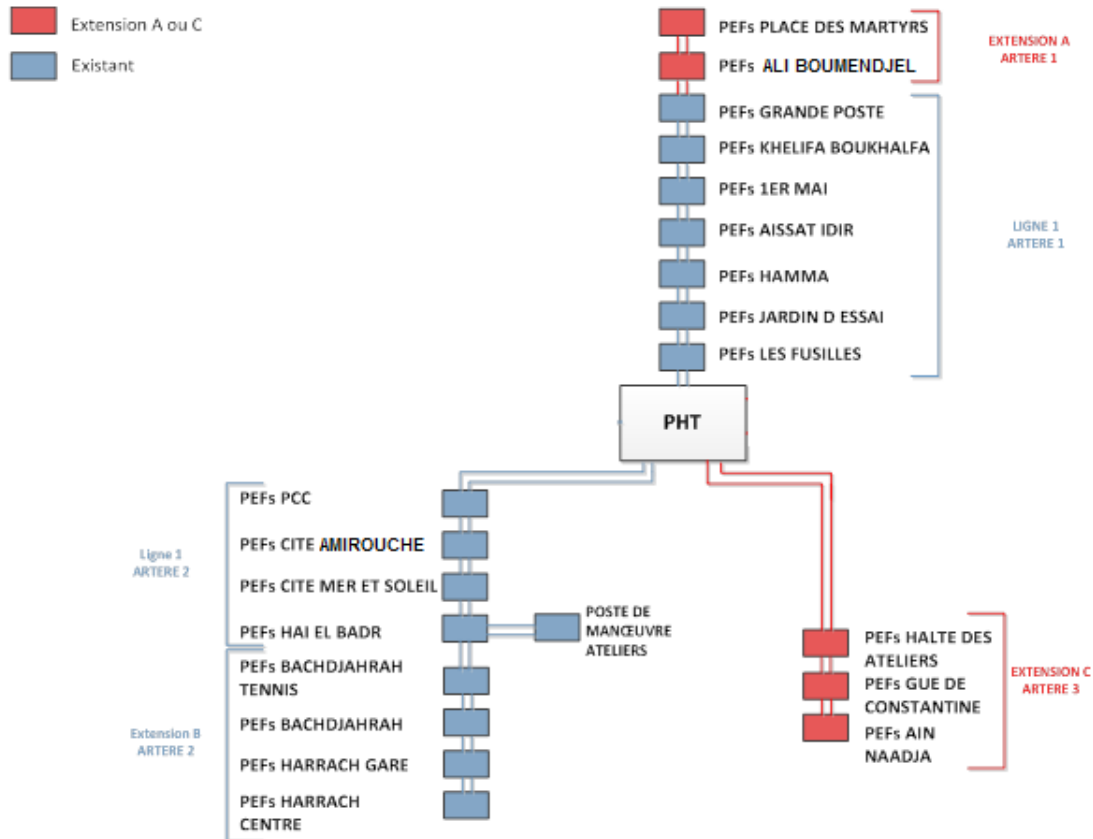 Extension A ou C
Existant
PEFs PLACE DES MARTYRS
PEFs ALI BOUMENDJEL
EXTENSION A
ARTERE 1
PEFs GRANDE POSTE
PEFs KHELIFA BOUKHALFA
PEFs 1ER MAI
PEFs AISSAT IDIR
PEFs HAMMA
PEFs JARDIN D ESSAI
PEFs LES FUSILLES
LIGNE 1
ARTERE 1
PHT
PEFs PCC
PEFs CITE AMIROUCHE
PEFs CITE MER ET SOLEIL
PEFs HAI EL BADR
Ligne 1
ARTERE 2
POSTE DE
MANŒUVRE
ATELIERS
PEFs BACHDJAHRAH
TENNIS
PEFs BACHDJAHRAH
PEFs HARRACH GARE
PEFs HARRACH
CENTRE
Extension B
ARTERE 2
PEFs HALTE DES
ATELIERS
PEFs GUE DE
CONSTANTINE
PEFs AIN
NAADJA
EXTENSION C
ARTERE 3